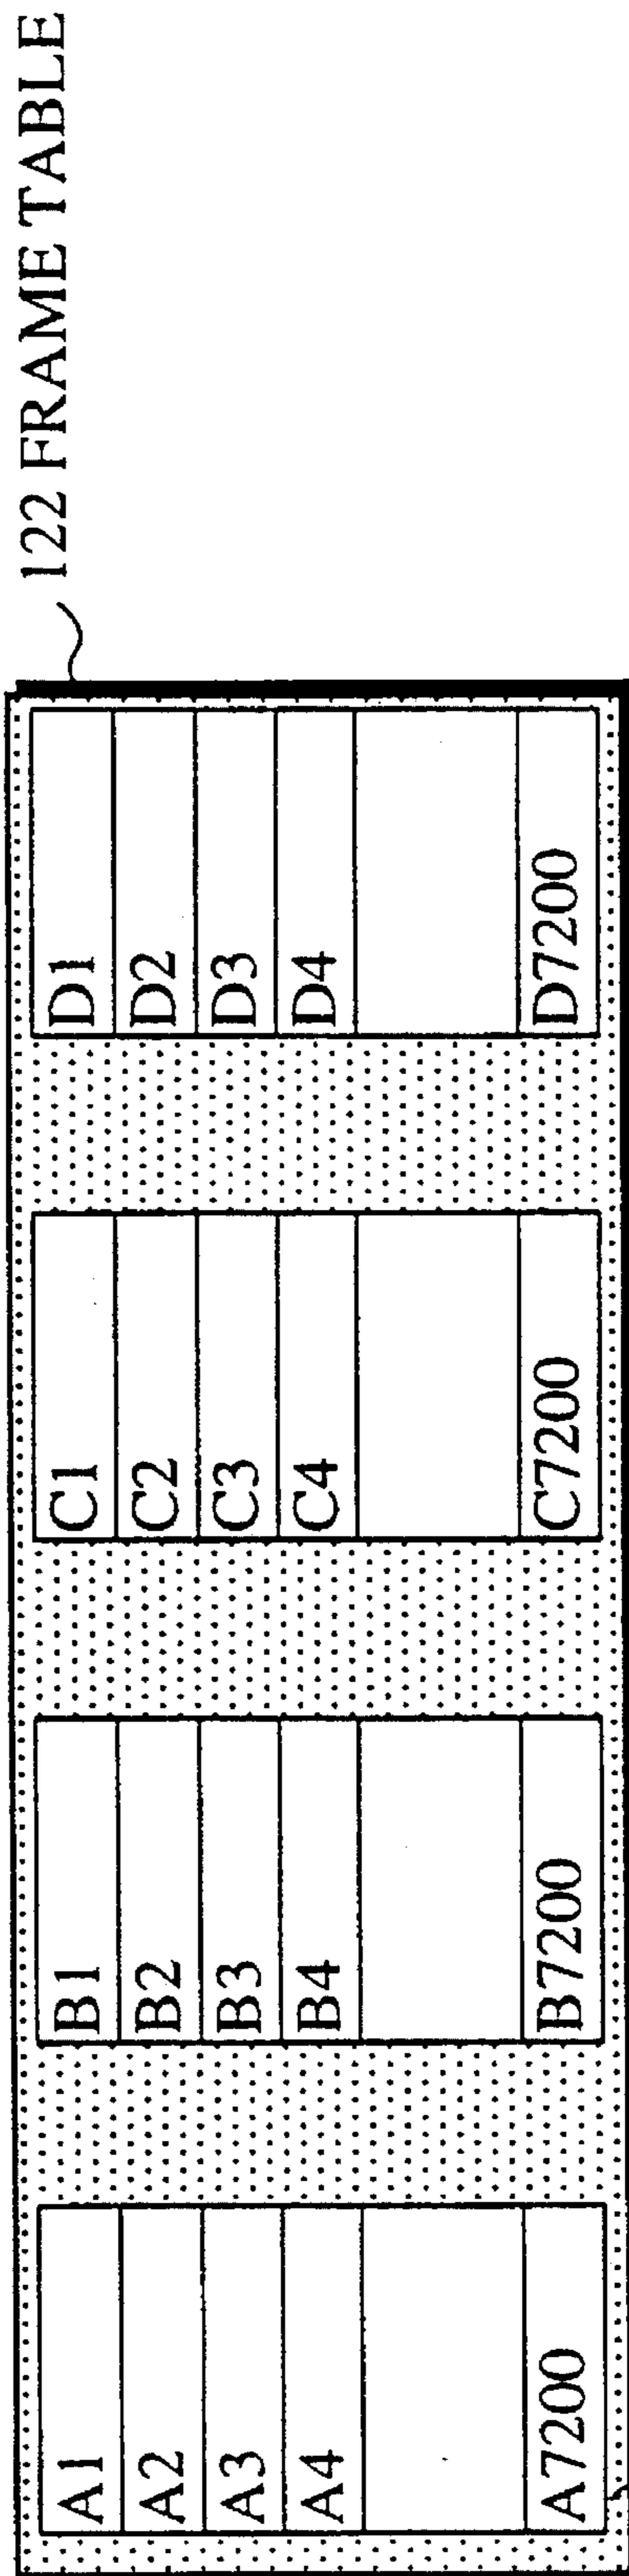 122 FRAME TABLE
A1
A2
A3
A4
A7200
B1
B2
B3
B4
B7200
C1
C2
C3
C4
C7200
D1
D2
D3
D4
D7200